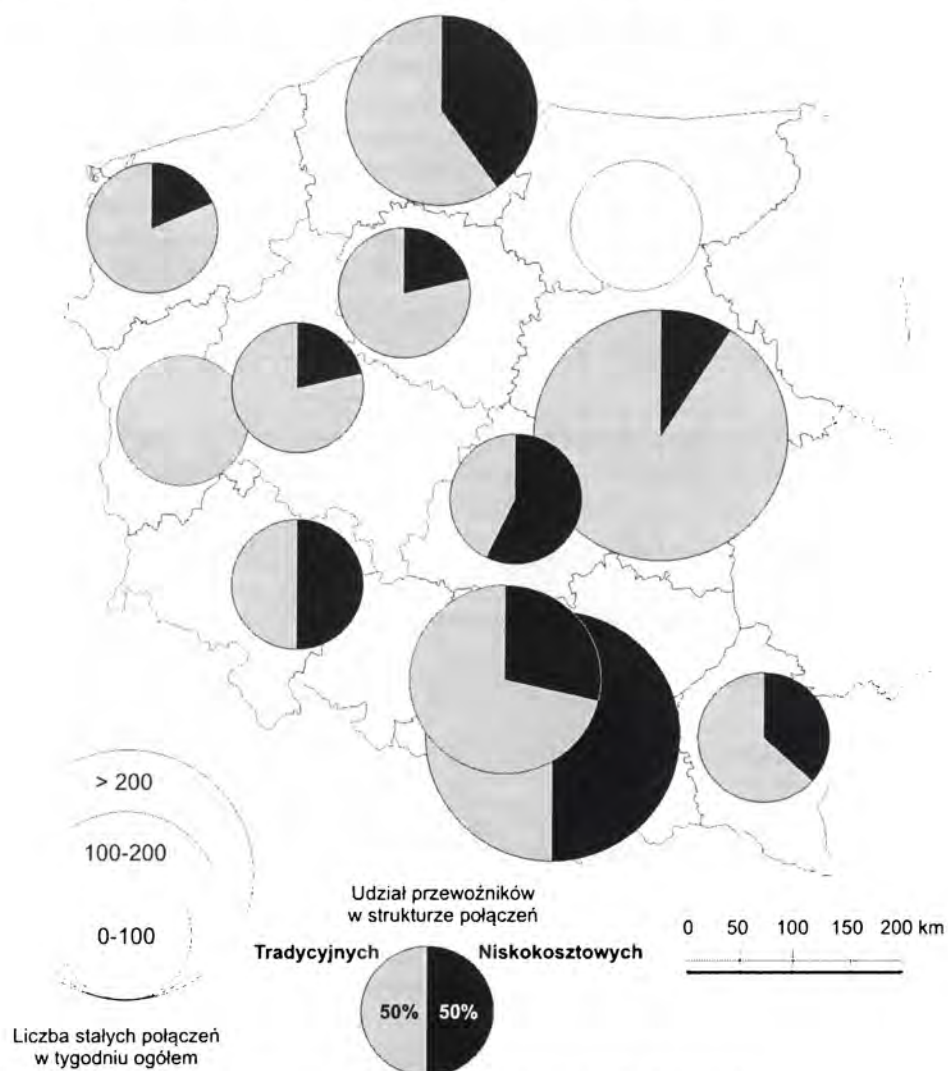 > 200
100-200
0-100
Liczba stałych połączeń
w tygodniu ogółem
Udział przewoźników
w strukturze połączeń
Tradycyjnych Niskokosztowych
50% 50%
0 50 100 150 200 km